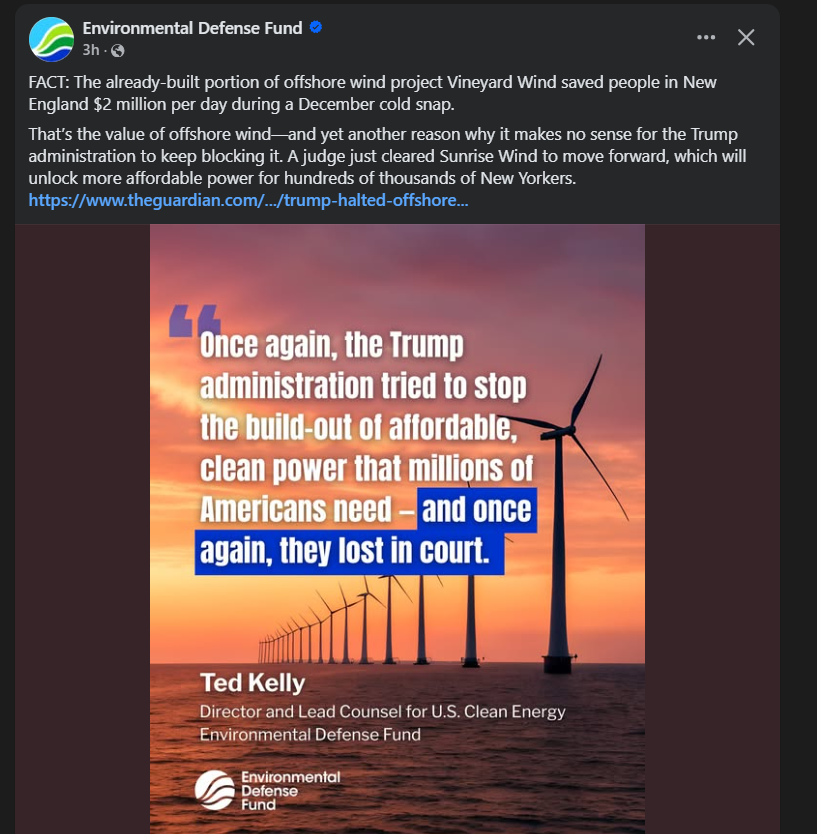 Environmental Defense Fund
3h ·
FACT: The already-built portion of offshore wind project Vineyard Wind saved people in New
England $2 million per day during a December cold snap.
That's the value of offshore wind—and yet another reason why it makes no sense for the Trump
administration to keep blocking it. A judge just cleared Sunrise Wind to move forward, which will
unlock more affordable power for hundreds of thousands of New Yorkers.
https://www.theguardian.com/.../trump-halted-offshore...
“Once again, the Trump
administration tried to stop
the build-out of affordable,
clean power that millions of
Americans need – and once
again, they lost in court.
Ted Kelly
Director and Lead Counsel for U.S. Clean Energy
Environmental Defense Fund
Environmental
Defense
Fund